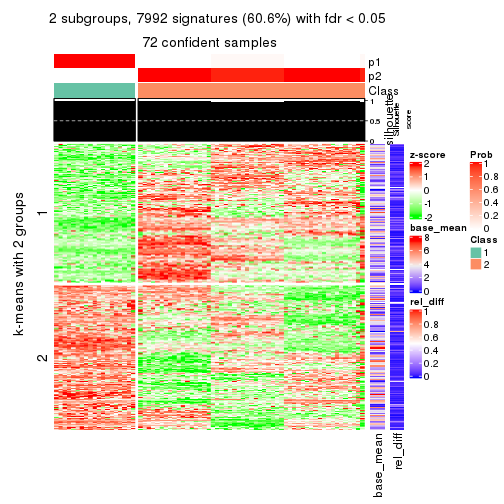 2 subgroups, 7992 signatures (60.6%) with fdr < 0.05
72 confident samples
p1
p2
Class
silhouette
Silhouette
score
1
0.5
0
k-means with 2 groups
1
2
base_mean
rel_diff
z-score
2
1
0
-1
-2
base_mean
8
6
4
2
0
rel_diff
1
0.8
0.6
0.4
0.2
0
Prob
1
0.8
0.6
0.4
0.2
0
Class
1
2